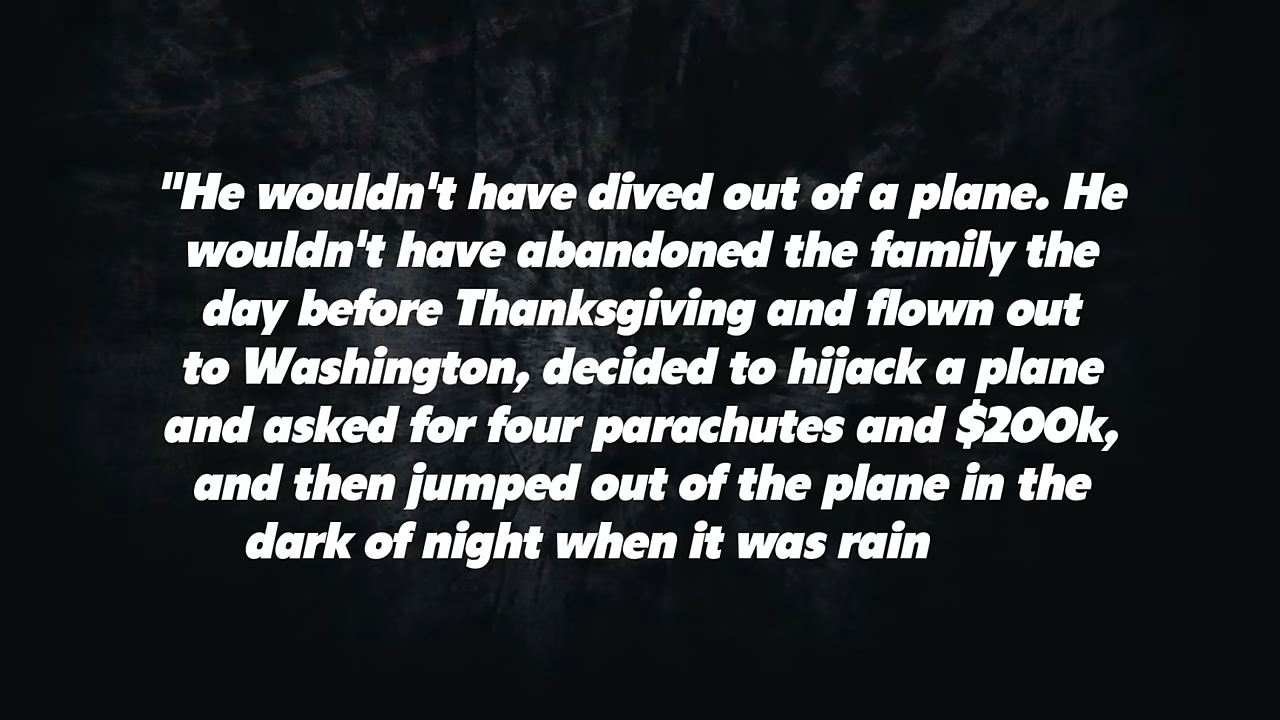 "He wouldn't have dived out of a plane. He
wouldn't have abandoned the family the
day before Thanksgiving and flown out
to Washington, decided to hijack a plane
and asked for four parachutes and $200k,
and then jumped out of the plane in the
dark of night when it was rain